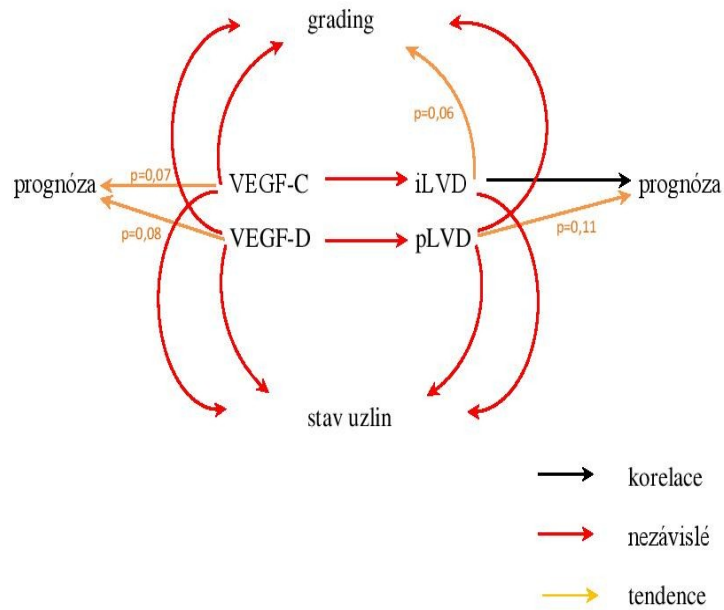 grading
p=0,06
p=0,07
prognóza VEGF-C iLVD prognóza
p=0,08 VEGF-D pLVD p=0,11
stav uzlin
korelace
nezávislé
tendence